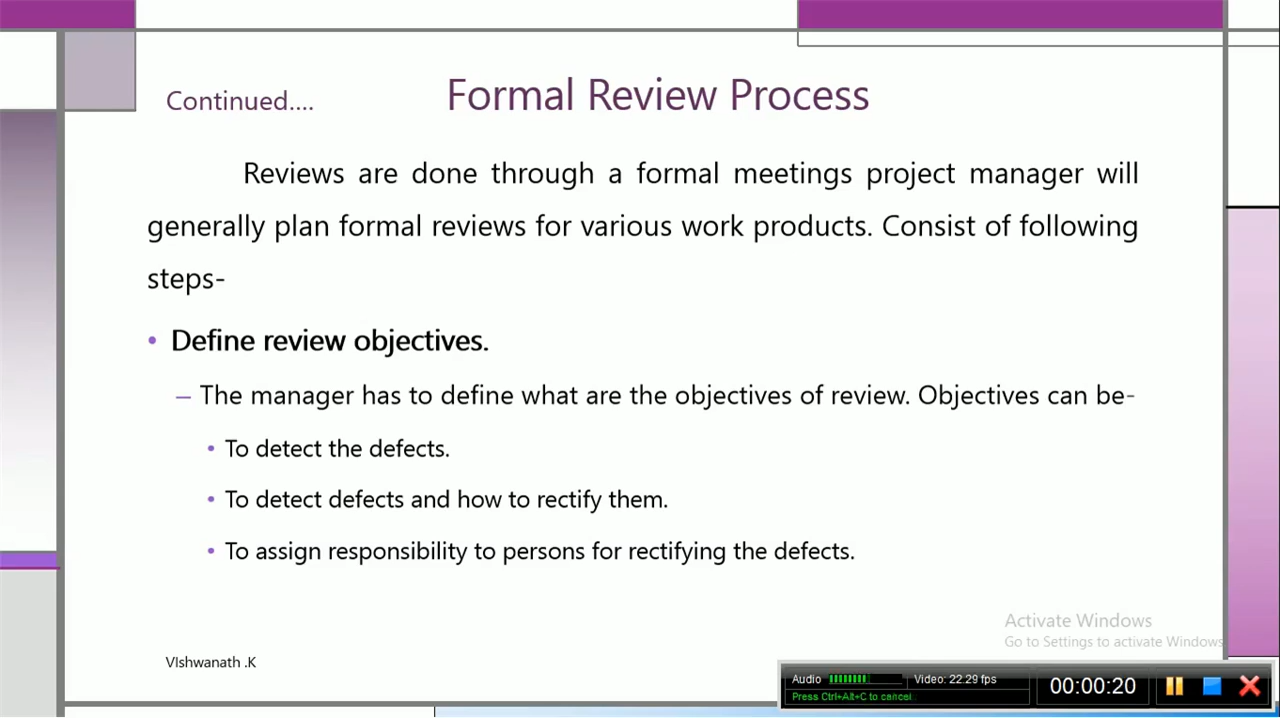 Continued....
Formal Review Process
Reviews are done through a formal meetings project manager will
generally plan formal reviews for various work products. Consist of following
steps-
• Define review objectives.
– The manager has to define what are the objectives of review. Objectives can be-
• To detect the defects.
• To detect defects and how to rectify them.
• To assign responsibility to persons for rectifying the defects.
Activate Windows
Go to Settings to activate Windows
VIshwanath .K
Audio
Video: 22.29 fps
Press Ctrl+Alt+C to cancel
00:00:20